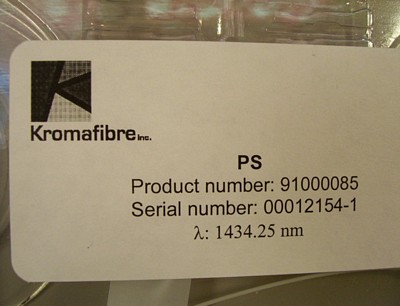 Kromafibre Inc.
PS
Product number: 91000085
Serial number: 00012154-1
λ: 1434.25 nm